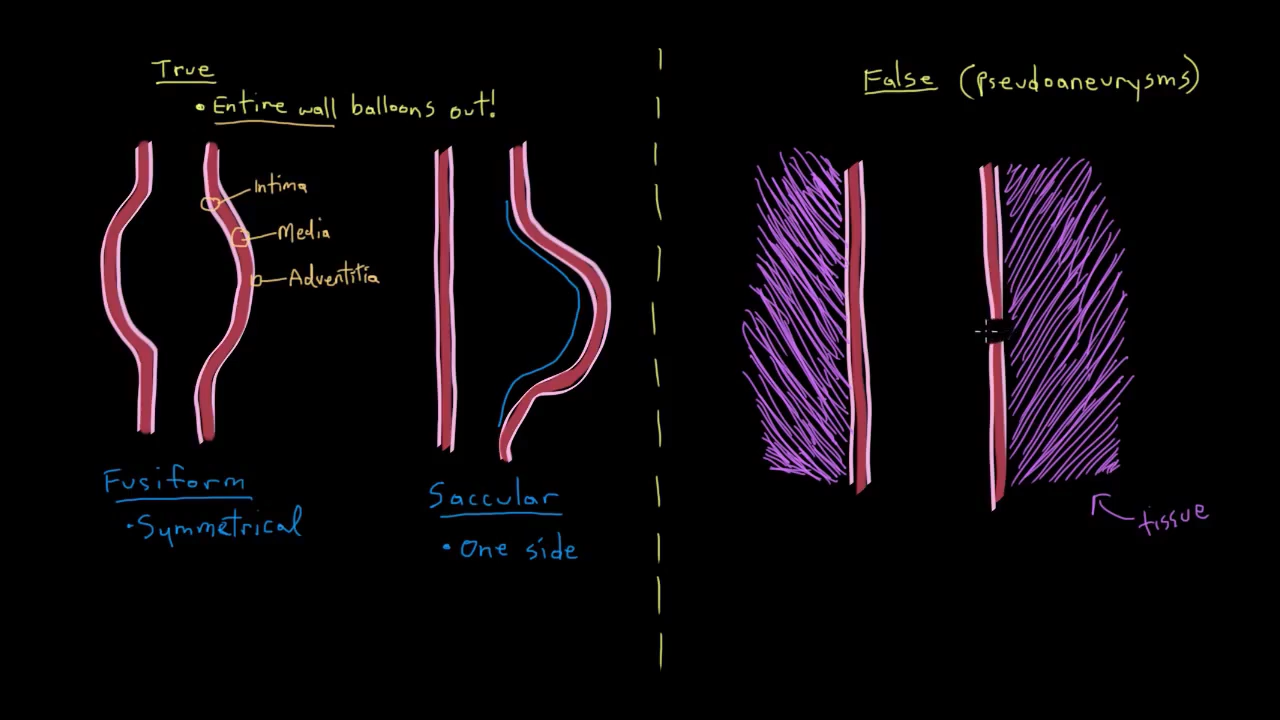 True
• Entire wall balloons out!
Intima
Media
Adventitia
Fusiform
• Symmetrical
Saccular
• One side
False (pseudoaneurysms)
tissue